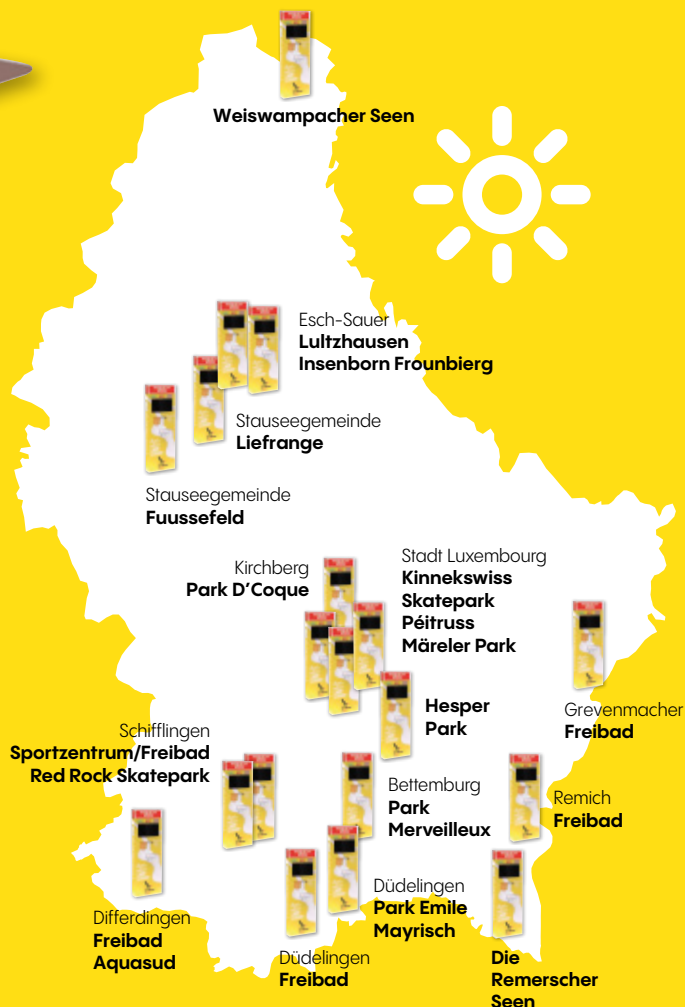 Weiswampacher Seen
Esch-Sauer
Lultzhausen
Insenborn Frounbierg
Stauseegemeinde
Liefrange
Stauseegemeinde
Fuussefeld
Kirchberg
Park D'Coque
Stadt Luxembourg
Kinnekswiss
Skatepark
Péitruss
Märeler Park
Hesper
Park
Grevenmacher
Freibad
Schifflingen
Sportzentrum/Freibad
Red Rock Skatepark
Bettemburg
Park
Merveilleux
Remich
Freibad
Differdingen
Freibad
Aquasud
Düdelingen
Park Emile
Mayrisch
Düdelingen
Freibad
Die
Remerscher
Seen